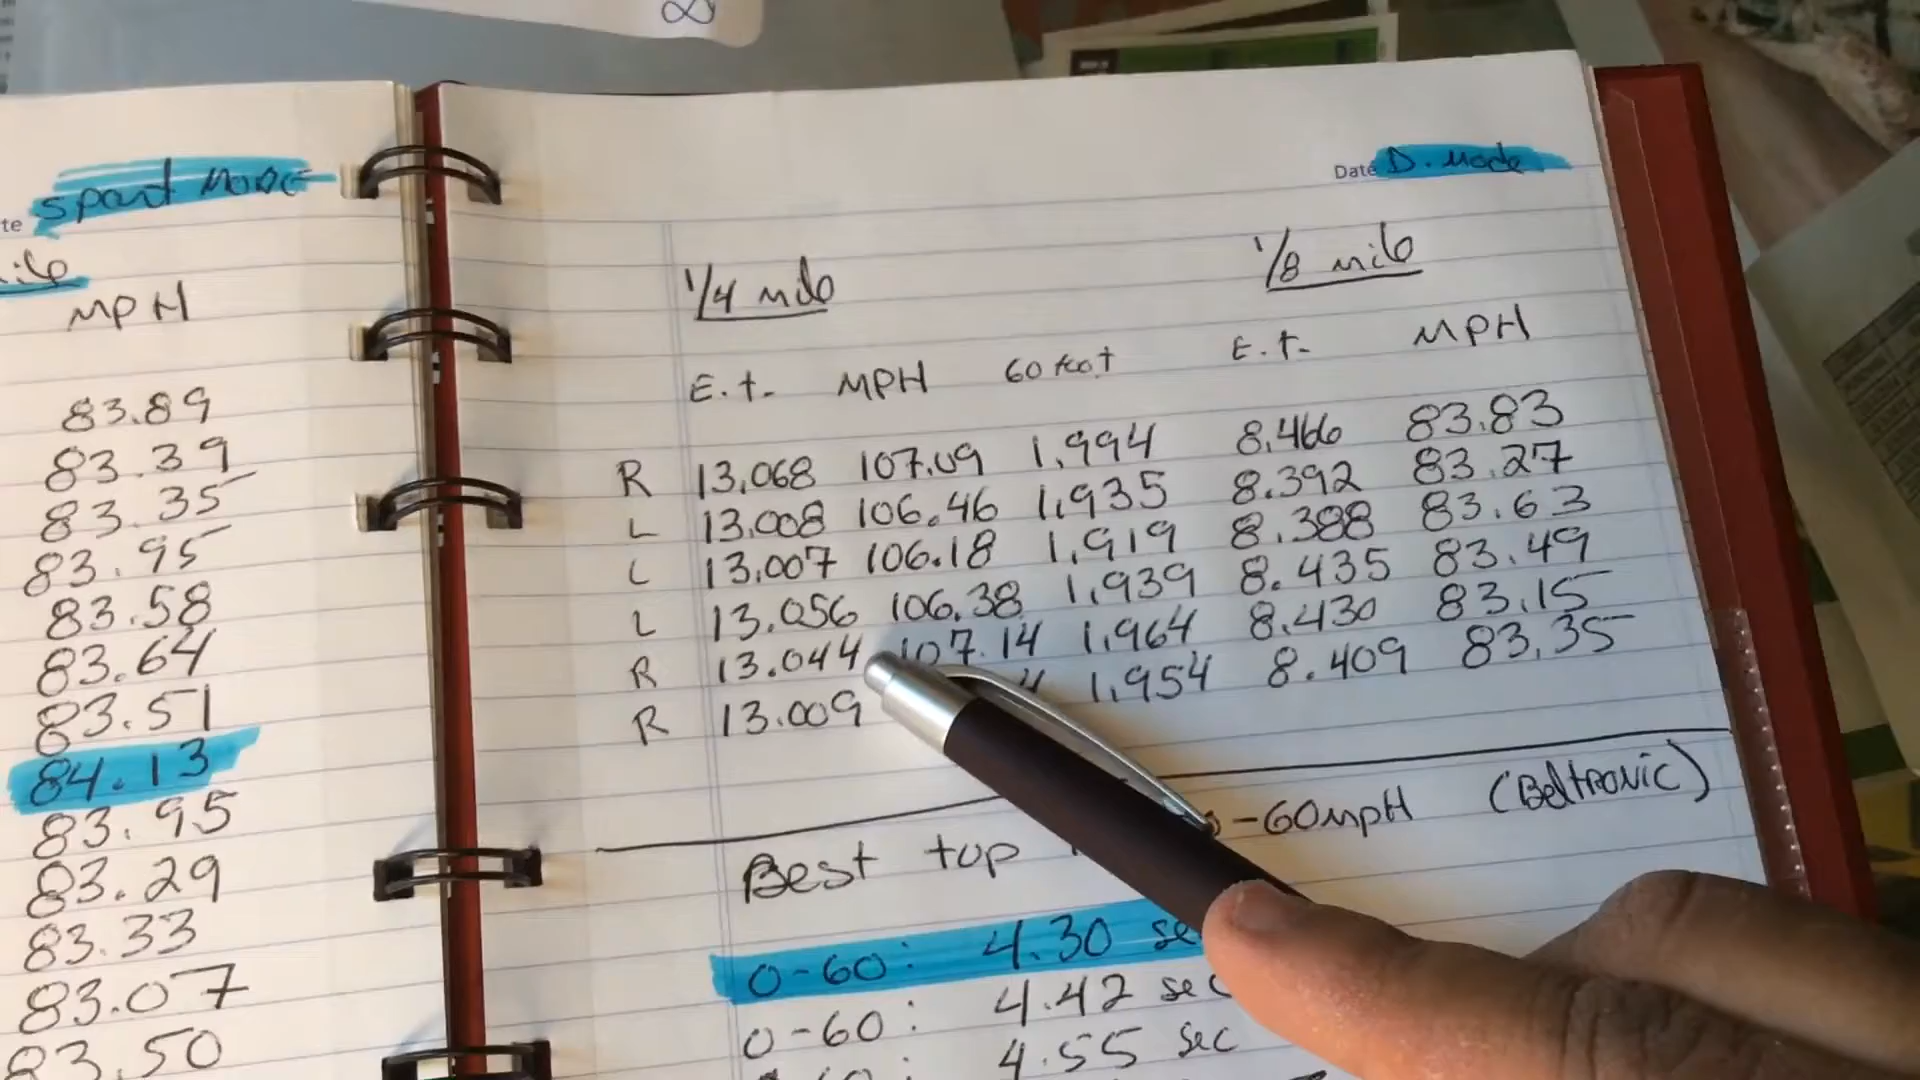 te sport MODE
MPH
83.89
83.39
83.35
83.95
83.58
83.64
83.51
84.13
83.95
83.29
83.33
83.07
83.50
Date D. Mode
1/4 mile 1/8 mile
E.t. MPH 60 foot E.t. MPH
R 13.068 107.09 1.994 8.466 83.83
L 13.008 106.46 1.935 8.392 83.27
L 13.007 106.18 1.919 8.388 83.63
L 13.056 106.38 1.939 8.435 83.49
R 13.044 107.14 1.964 8.430 83.15
R 13.009 4 1.954 8.409 83.35
Best top 0-60mpH (Beltronic)
0-60: 4.30 se
0-60: 4.42 sec
4.55 sec